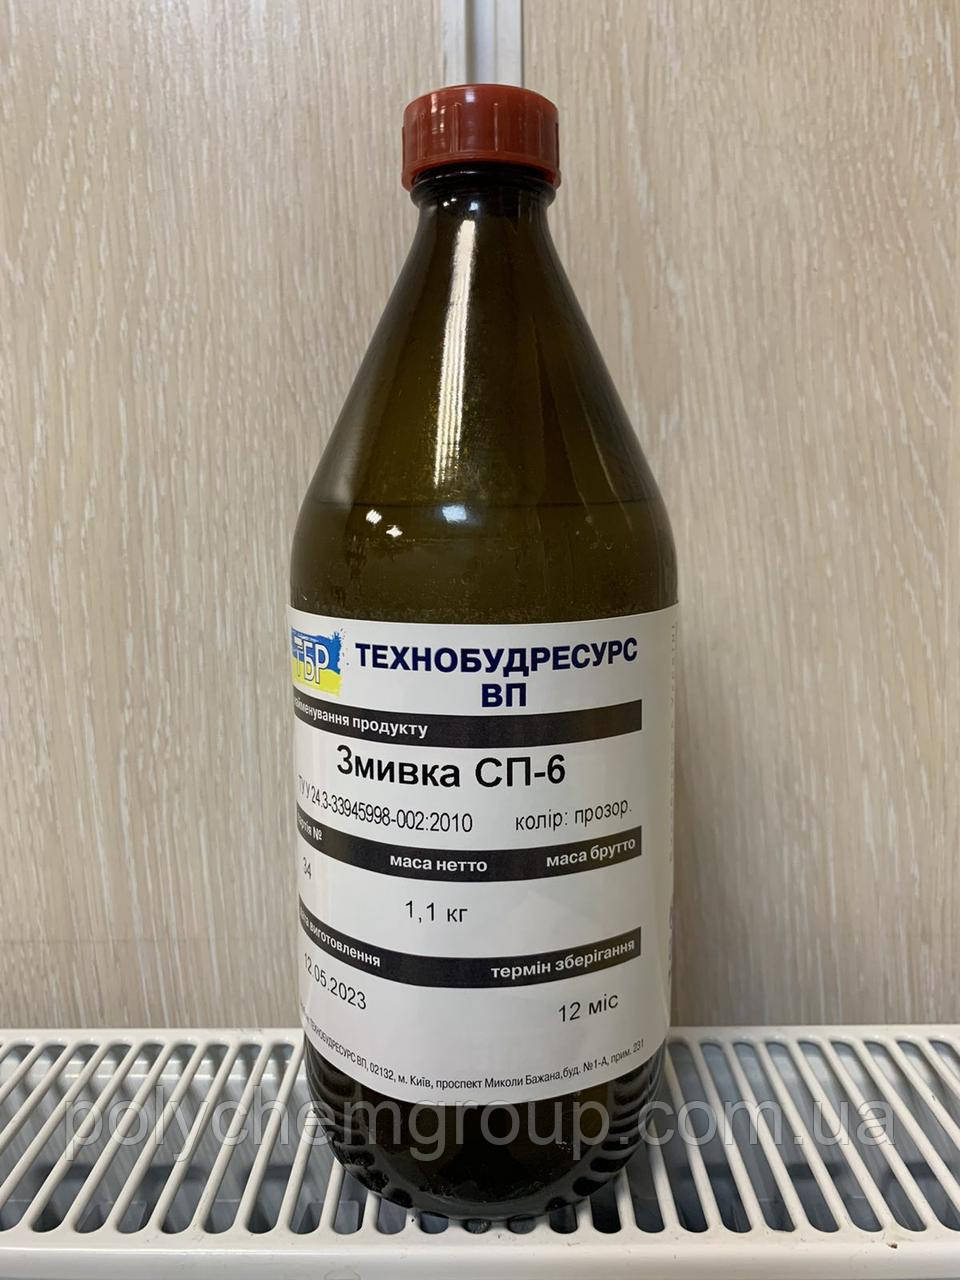 ТБР
ТЕХНОБУДРЕСУРС
ВП
найменування продукту
Змивка СП-6
ТУ У 24.3-33945998-002:2010 колір: прозор.
партія № маса нетто маса брутто
34 1,1 кг
дата виготовлення термін зберігання
12.05.2023 12 міс
ТЕХНОБУДРЕСУРС ВП, 02132, м. Київ, проспект Миколи Бажана,буд. №1-А, прим. 231
polychemgroup.com.ua